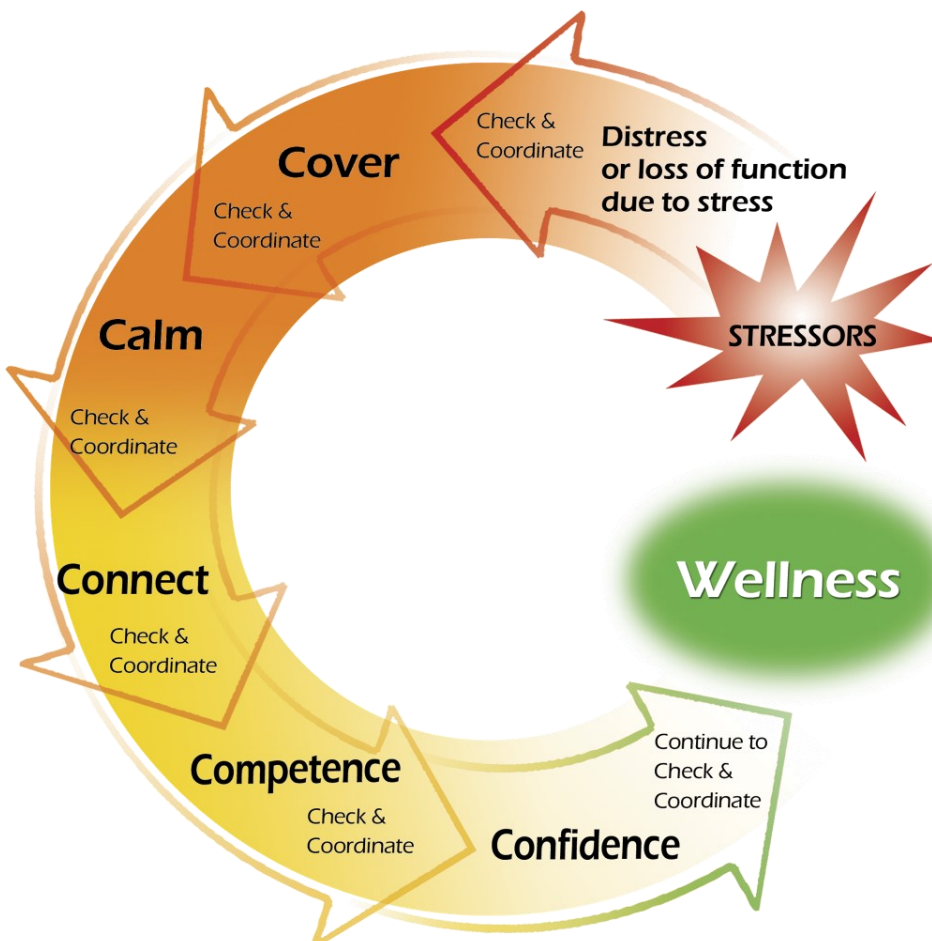 STRESSORS
Distress
or loss of function
due to stress
Check &
Coordinate
Cover
Check &
Coordinate
Calm
Check &
Coordinate
Connect
Check &
Coordinate
Competence
Check &
Coordinate
Confidence
Continue to
Check &
Coordinate
Wellness